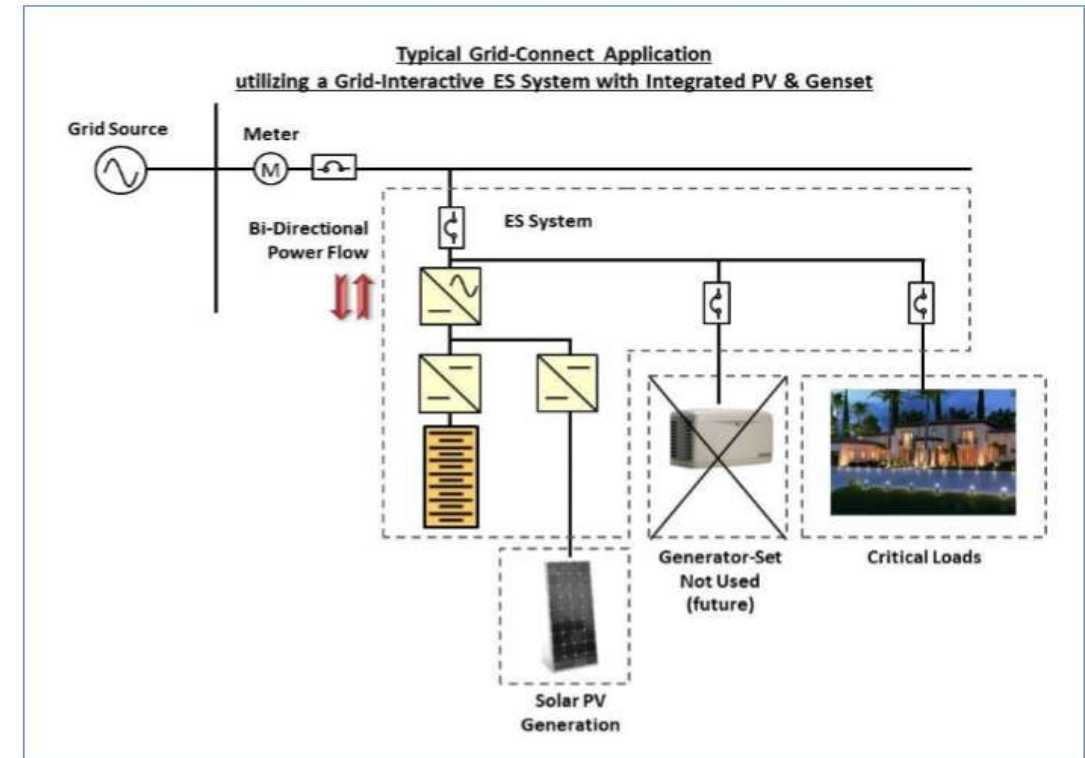 Typical Grid-Connect Application
utilizing a Grid-Interactive ES System with Integrated PV & Genset
Grid Source
Meter
M
Bi-Directional
Power Flow
ES System
Generator-Set
Not Used
(future)
Critical Loads
Solar PV
Generation